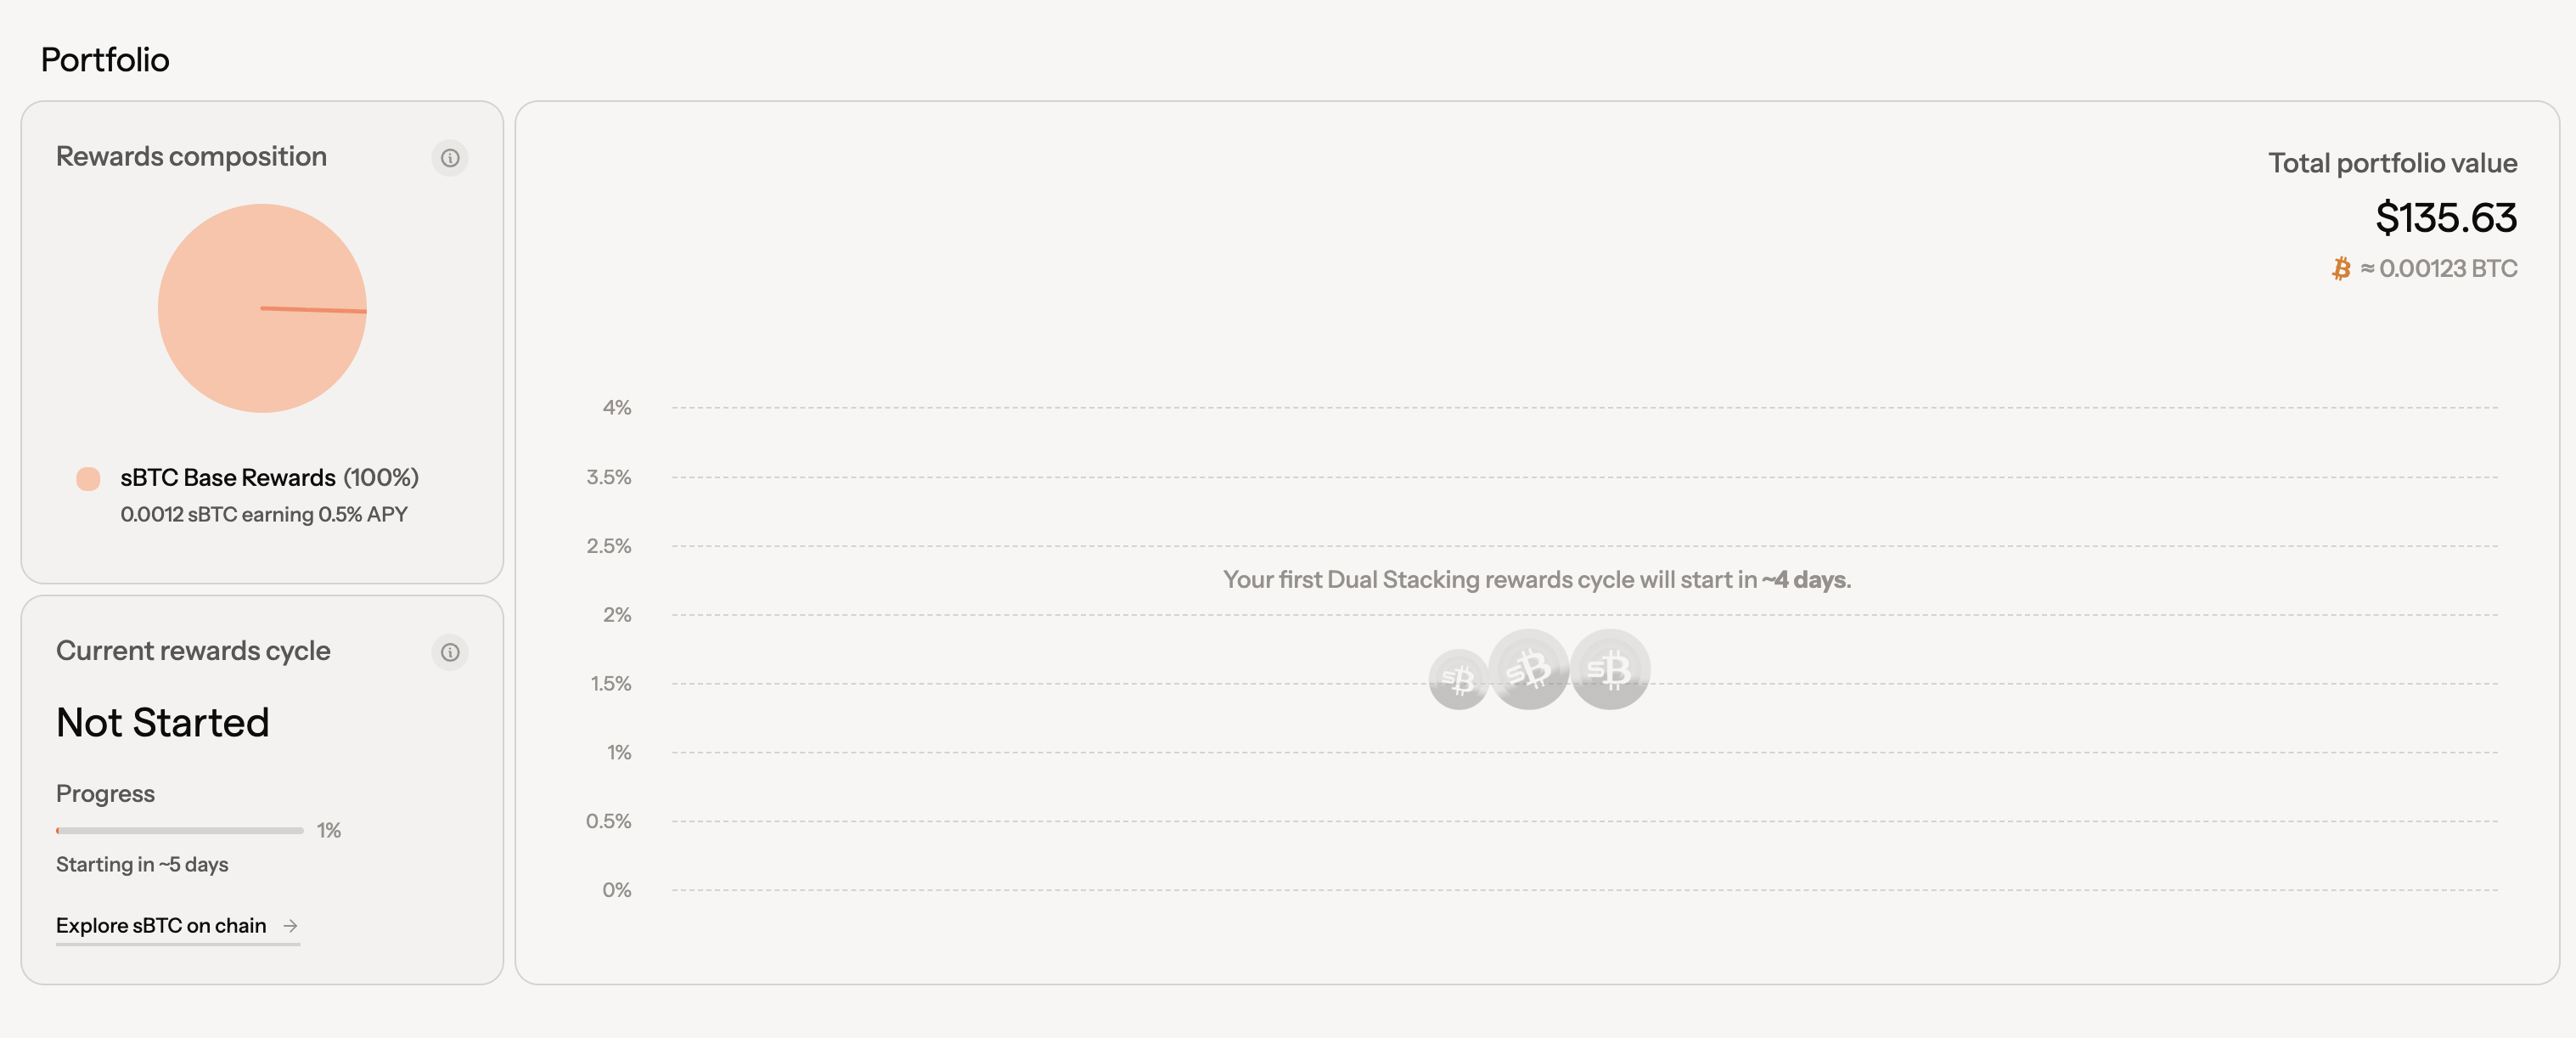 Portfolio
Rewards composition
sBTC Base Rewards (100%)
0.0012 sBTC earning 0.5% APY
Current rewards cycle
Not Started
Progress
1%
Starting in ~5 days
Explore sBTC on chain →
Total portfolio value
$135.63
≈ 0.00123 BTC
4%
3.5%
2.5%
Your first Dual Stacking rewards cycle will start in ~4 days.
2%
1.5%
1%
0.5%
0%